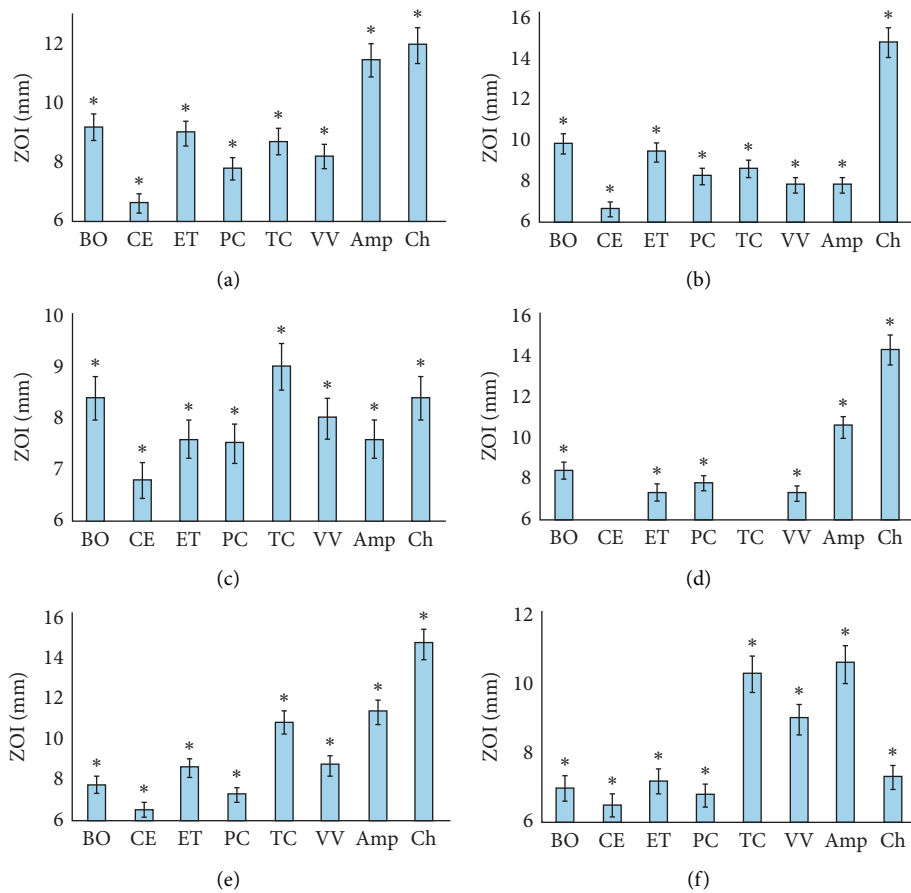 ZOI (mm)
12
10
8
6
* * * * * * * *
BO CE ET PC TC VV Amp Ch
(a)
ZOI (mm)
16
14
12
10
8
6
* * * * * * * *
BO CE ET PC TC VV Amp Ch
(b)
ZOI (mm)
10
9
8
7
6
* * * * * * * *
BO CE ET PC TC VV Amp Ch
(c)
ZOI (mm)
16
14
12
10
8
6
* * * * * *
BO CE ET PC TC VV Amp Ch
(d)
ZOI (mm)
16
14
12
10
8
6
* * * * * * * *
BO CE ET PC TC VV Amp Ch
(e)
ZOI (mm)
12
10
8
6
* * * * * * * *
BO CE ET PC TC VV Amp Ch
(f)